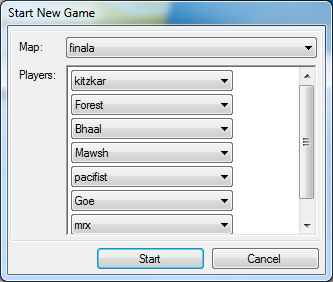 Start New Game
Map: finala
Players: kitzkar
Forest
Bhaal
Mawsh
pacifist
Goe
mrx
Start Cancel